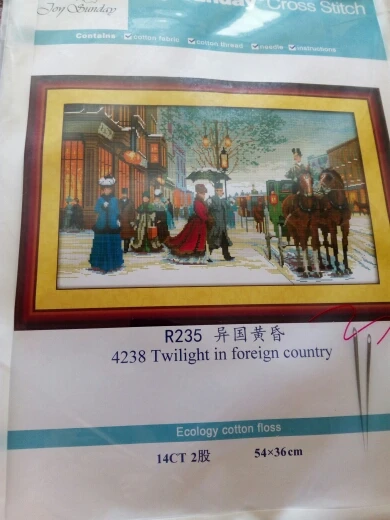 Joy Sunday
unday Cross Stitch
Contains cotton fabric cotton thread needle instructions
R235 异国黄昏
4238 Twilight in foreign country
Ecology cotton floss
14CT 2股 54×36cm